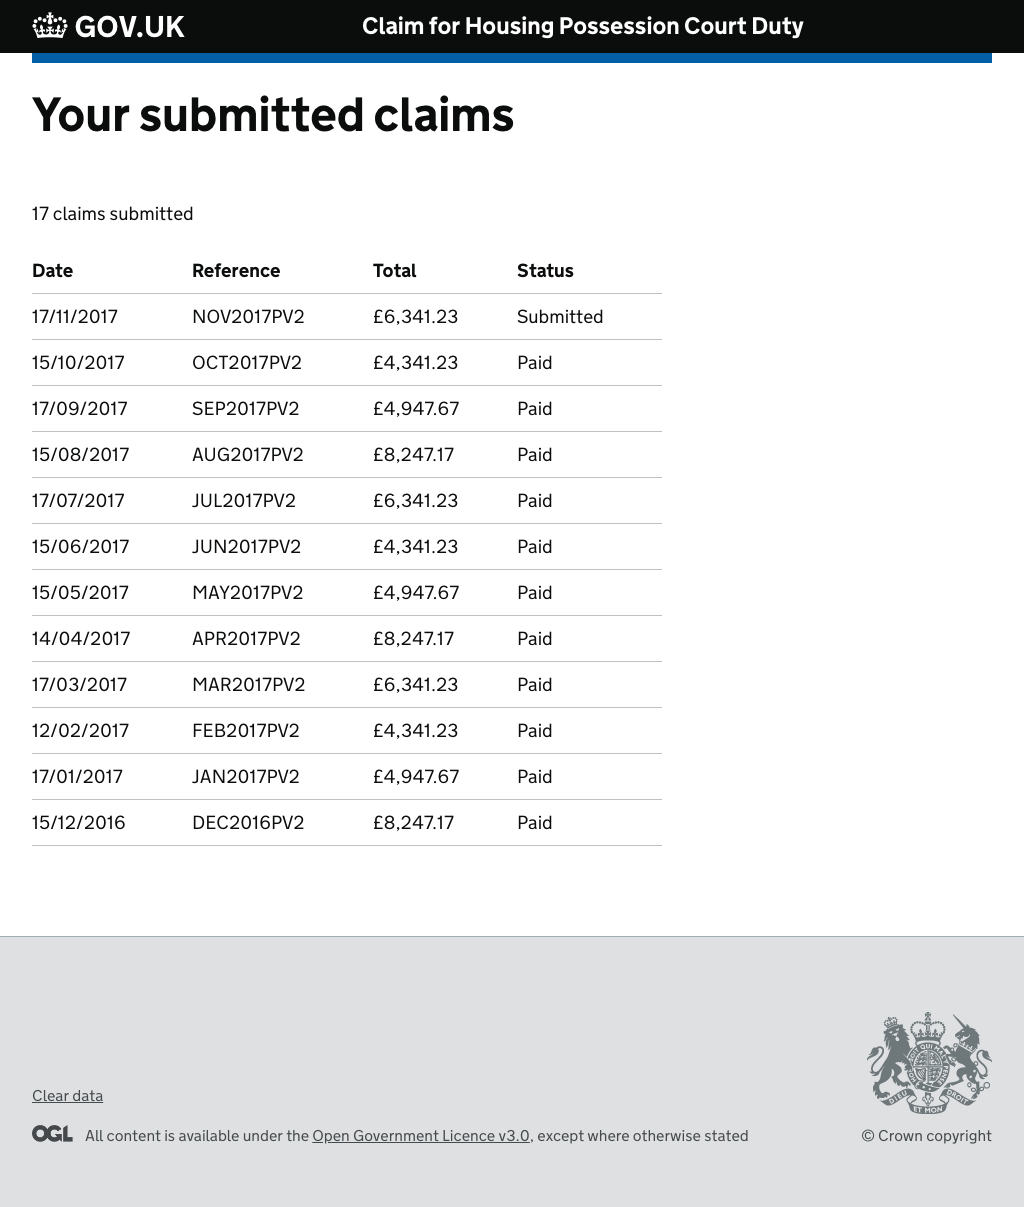 GOV.UK Claim for Housing Possession Court Duty
Your submitted claims
17 claims submitted
Date Reference Total Status
17/11/2017 NOV2017PV2 £6,341.23 Submitted
15/10/2017 OCT2017PV2 £4,341.23 Paid
17/09/2017 SEP2017PV2 £4,947.67 Paid
15/08/2017 AUG2017PV2 £8,247.17 Paid
17/07/2017 JUL2017PV2 £6,341.23 Paid
15/06/2017 JUN2017PV2 £4,341.23 Paid
15/05/2017 MAY2017PV2 £4,947.67 Paid
14/04/2017 APR2017PV2 £8,247.17 Paid
17/03/2017 MAR2017PV2 £6,341.23 Paid
12/02/2017 FEB2017PV2 £4,341.23 Paid
17/01/2017 JAN2017PV2 £4,947.67 Paid
15/12/2016 DEC2016PV2 £8,247.17 Paid
Clear data
DIEU ET MON DROIT
OGL All content is available under the Open Government Licence v3.0, except where otherwise stated
© Crown copyright